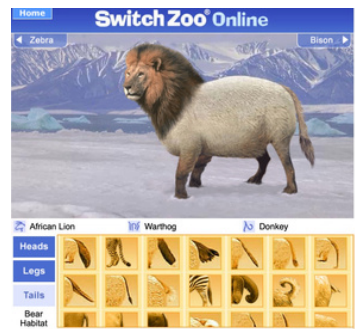 Home
Switch Zoo® Online
Zebra
Bison...
African Lion
Warthog
Donkey
Heads
Legs
Tails
Bear
Habitat